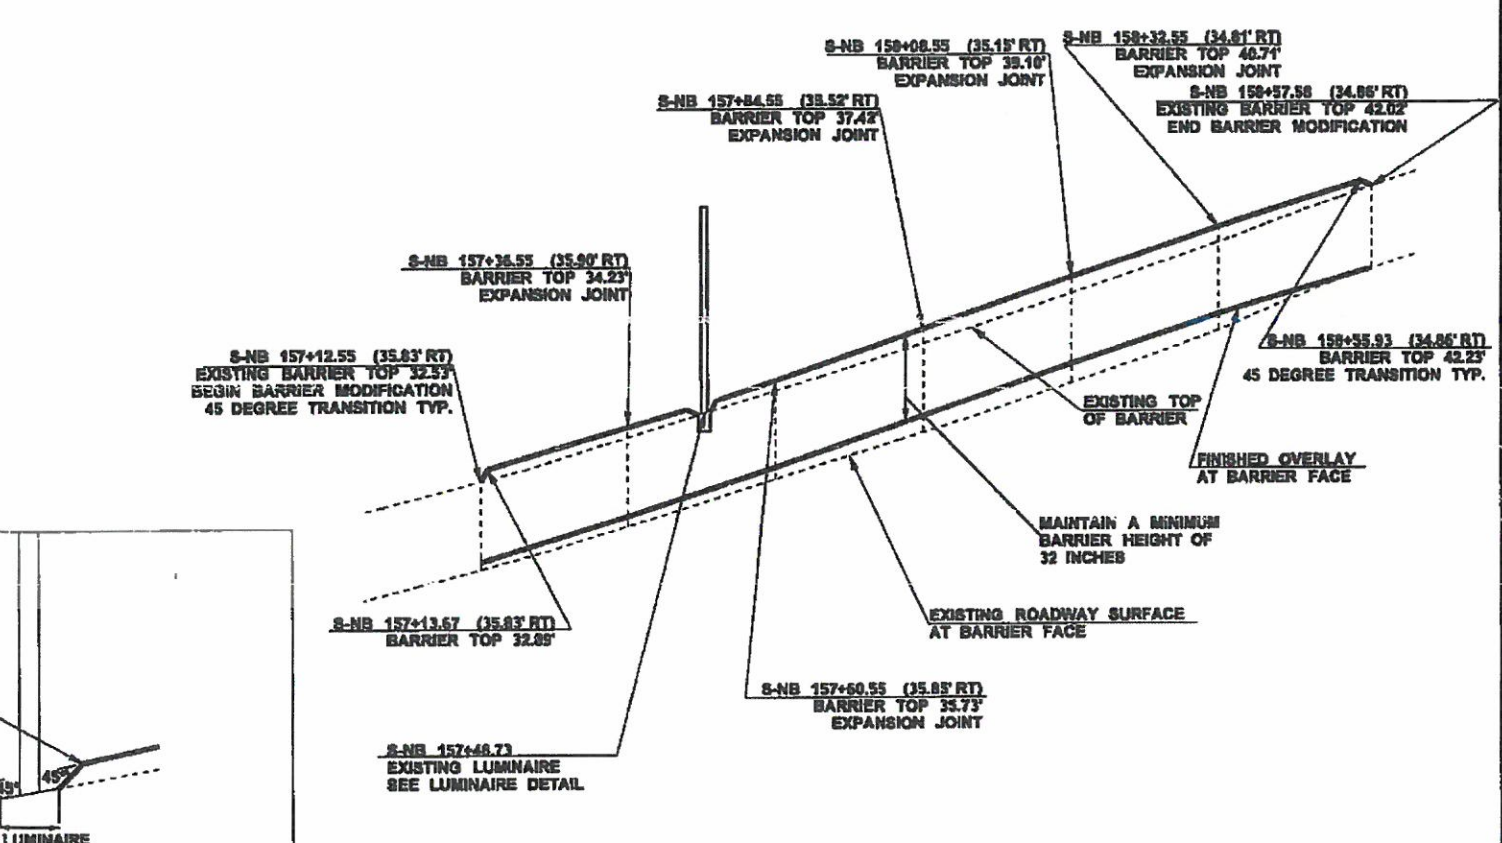 S-NB 158+08.55 (35.15' RT)
BARRIER TOP 39.10'
EXPANSION JOINT
S-NB 158+32.55 (34.81' RT)
BARRIER TOP 40.71'
EXPANSION JOINT
S-NB 157+84.55 (35.52' RT)
BARRIER TOP 37.42'
EXPANSION JOINT
S-NB 158+57.58 (34.86' RT)
EXISTING BARRIER TOP 42.02'
END BARRIER MODIFICATION
S-NB 157+36.55 (35.90' RT)
BARRIER TOP 34.23'
EXPANSION JOINT
S-NB 157+12.55 (35.83' RT)
EXISTING BARRIER TOP 32.53'
BEGIN BARRIER MODIFICATION
45 DEGREE TRANSITION TYP.
S-NB 158+55.93 (34.86' RT)
BARRIER TOP 42.23'
45 DEGREE TRANSITION TYP.
EXISTING TOP
OF BARRIER
FINISHED OVERLAY
AT BARRIER FACE
MAINTAIN A MINIMUM
BARRIER HEIGHT OF
32 INCHES
S-NB 157+13.67 (35.83' RT)
BARRIER TOP 32.89'
EXISTING ROADWAY SURFACE
AT BARRIER FACE
S-NB 157+60.55 (35.85' RT)
BARRIER TOP 35.73'
EXPANSION JOINT
S-NB 157+48.73
EXISTING LUMINAIRE
SEE LUMINAIRE DETAIL
45°
45°
LUMINAIRE